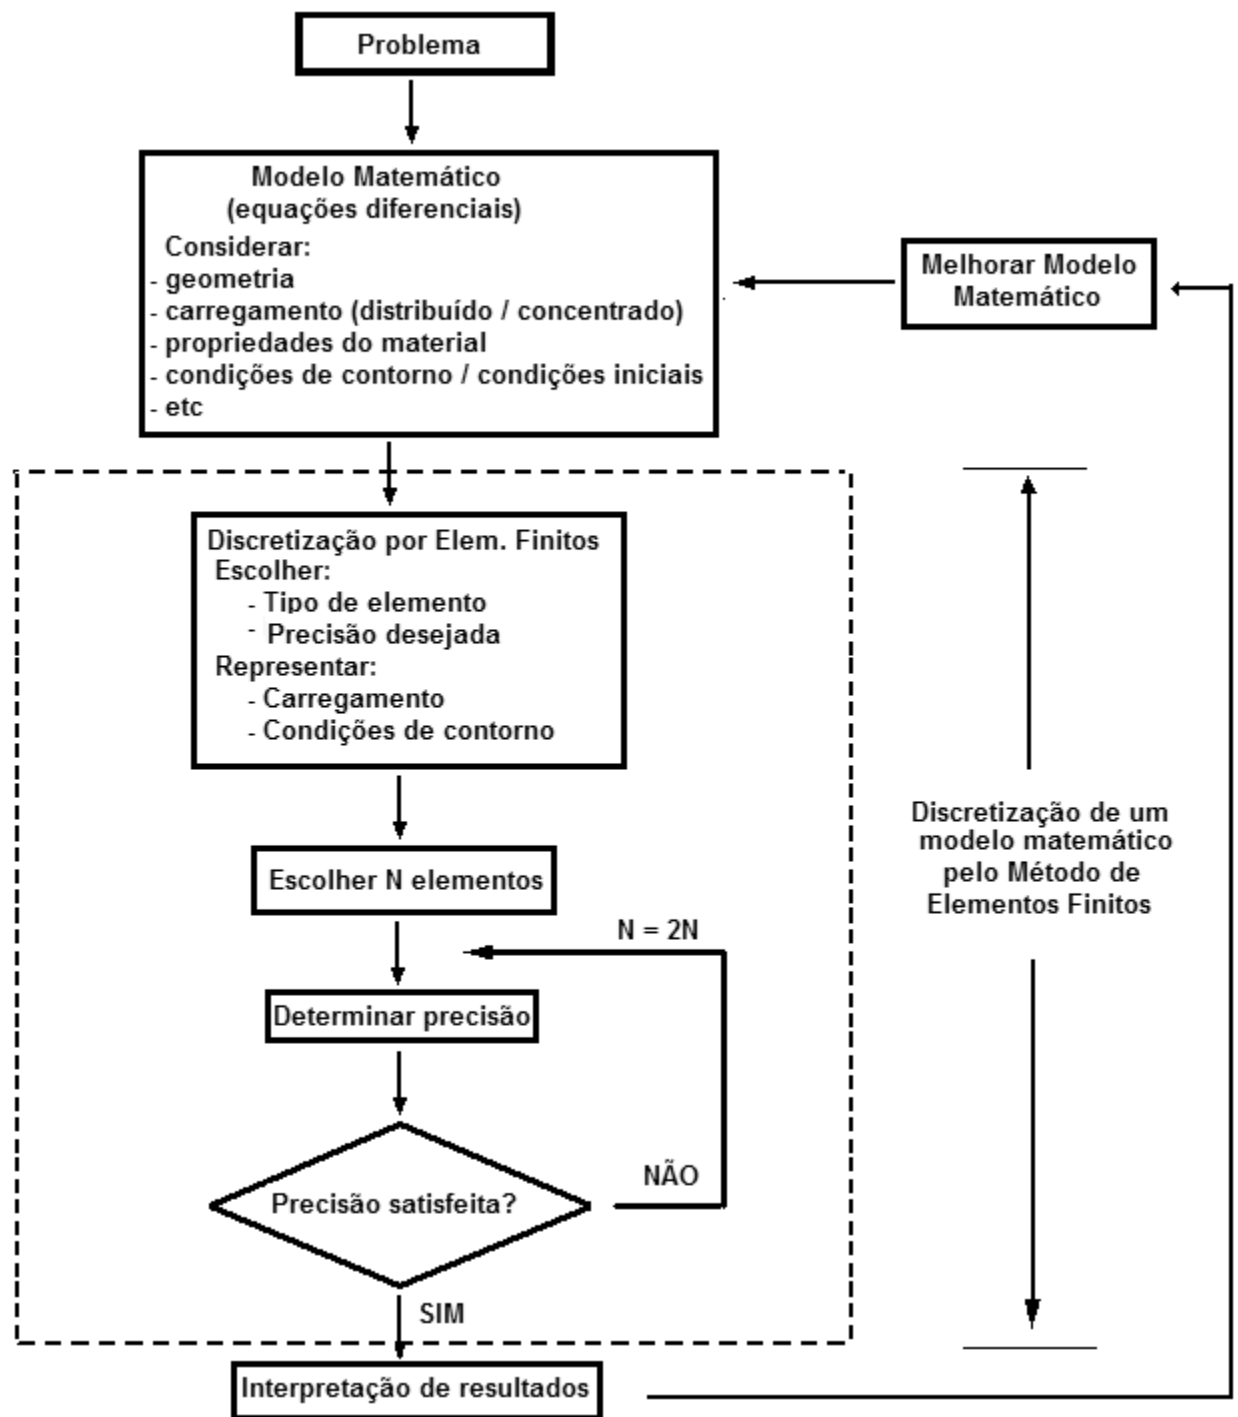 Problema
Modelo Matemático
(equações diferenciais)
Considerar:
- geometria
- carregamento (distribuído / concentrado)
- propriedades do material
- condições de contorno / condições iniciais
- etc
Melhorar Modelo
Matemático
Discretização por Elem. Finitos
Escolher:
- Tipo de elemento
- Precisão desejada
Representar:
- Carregamento
- Condições de contorno
Discretização de um
modelo matemático
pelo Método de
Elementos Finitos
Escolher N elementos
N = 2N
Determinar precisão
Precisão satisfeita?
NÃO
SIM
Interpretação de resultados